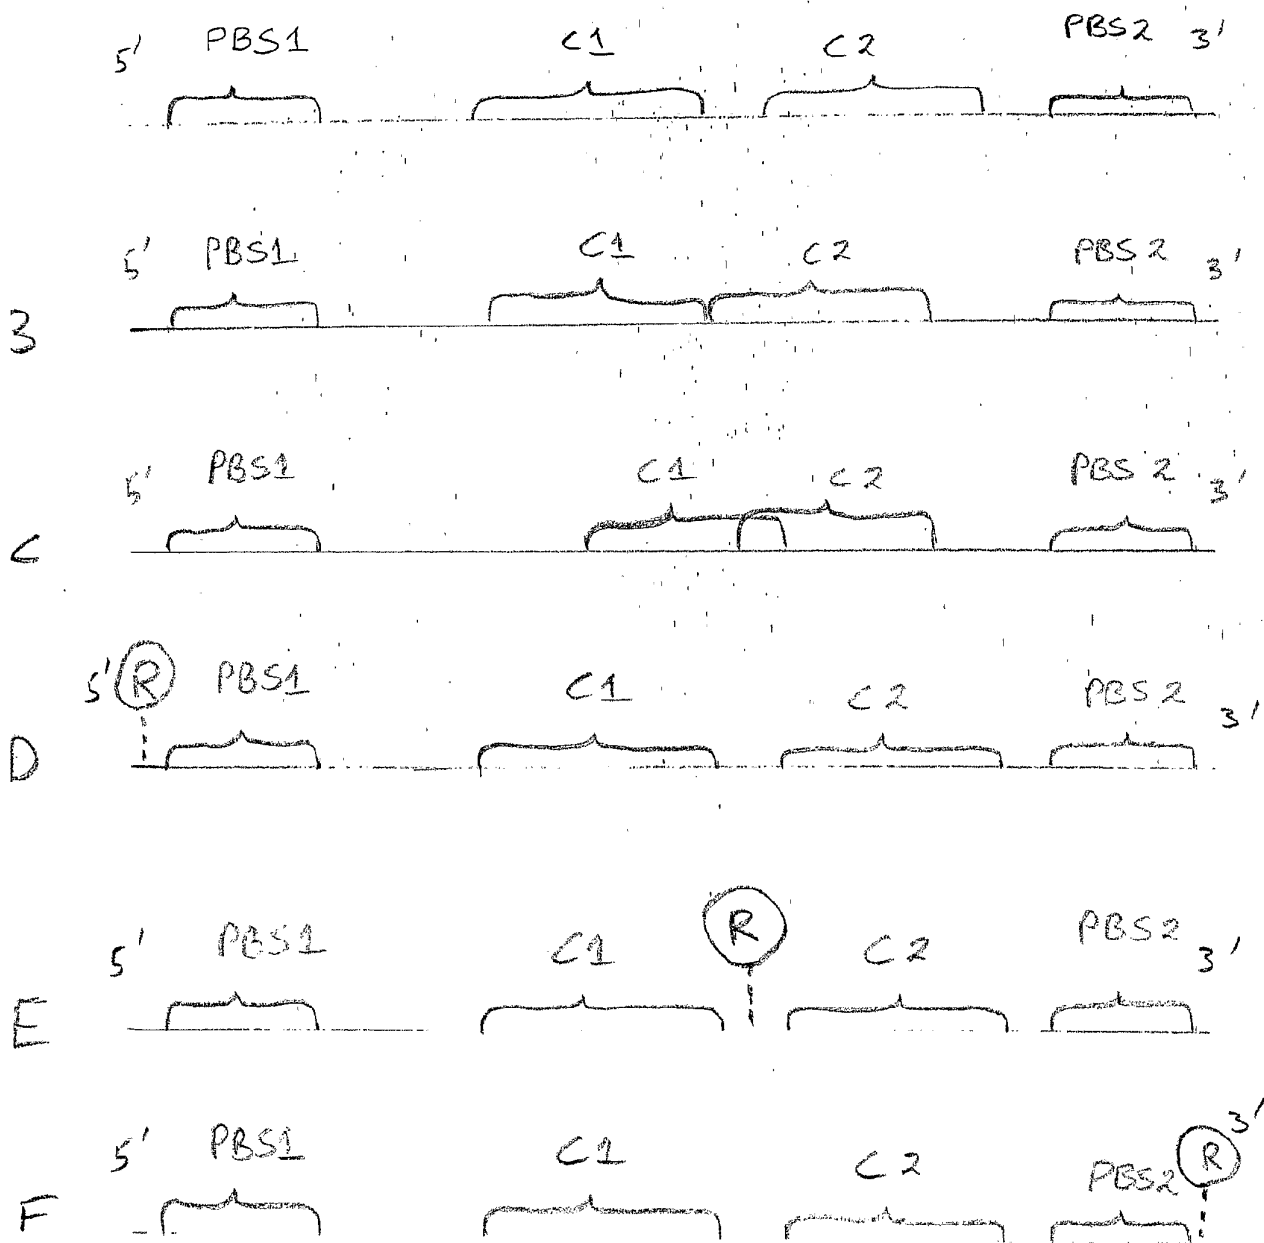 5' PBS1 C1 C2 PBS2 3'
5' PBS1 C1 C2 PBS2 3'
3
5' PBS1 C1 C2 PBS2 3'
C
5' R PBS1 C1 C2 PBS2 3'
D
5' PBS1 C1 R C2 PBS2 3'
E
5' PBS1 C1 C2 PBS2 R 3'
F